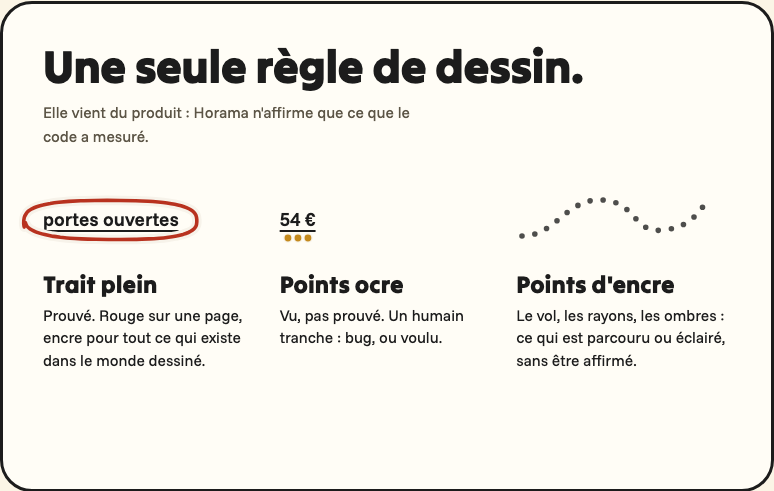 Une seule règle de dessin.
Elle vient du produit : Horama n'affirme que ce que le
code a mesuré.
portes ouvertes
54 €
Trait plein
Prouvé. Rouge sur une page,
encre pour tout ce qui existe
dans le monde dessiné.
Points ocre
Vu, pas prouvé. Un humain
tranche : bug, ou voulu.
Points d'encre
Le vol, les rayons, les ombres :
ce qui est parcouru ou éclairé,
sans être affirmé.